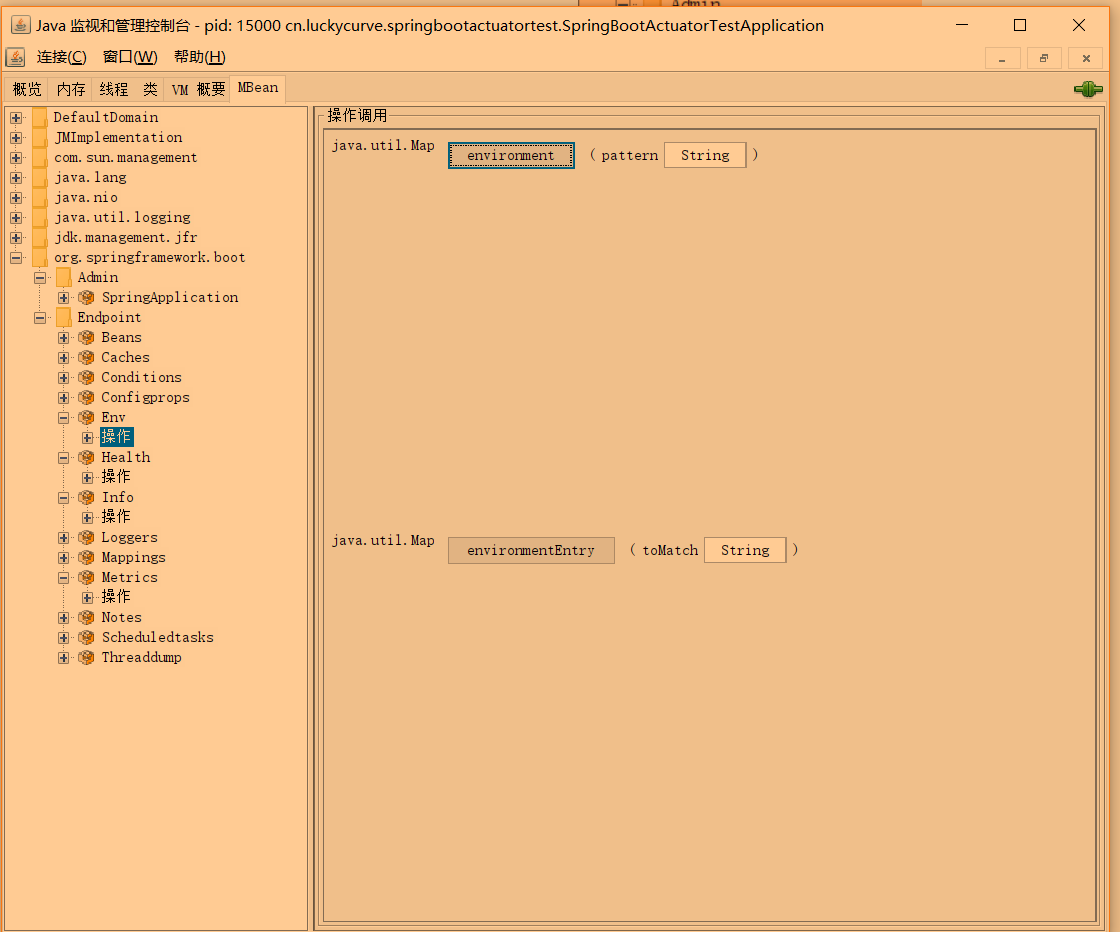 Admin
Java 监视和管理控制台 - pid: 15000 cn.luckycurve.springbootactuatortest.SpringBootActuatorTestApplication
连接(C) 窗口(W) 帮助(H)
概览 内存 线程 类 VM 概要 MBean
DefaultDomain
JMImplementation
com.sun.management
java.lang
java.nio
java.util.logging
jdk.management.jfr
org.springframework.boot
Admin
SpringApplication
Endpoint
Beans
Caches
Conditions
Configprops
Env
操作
Health
操作
Info
操作
Loggers
Mappings
Metrics
操作
Notes
Scheduledtasks
Threaddump
操作调用
java.util.Map environment ( pattern String )
java.util.Map environmentEntry ( toMatch String )